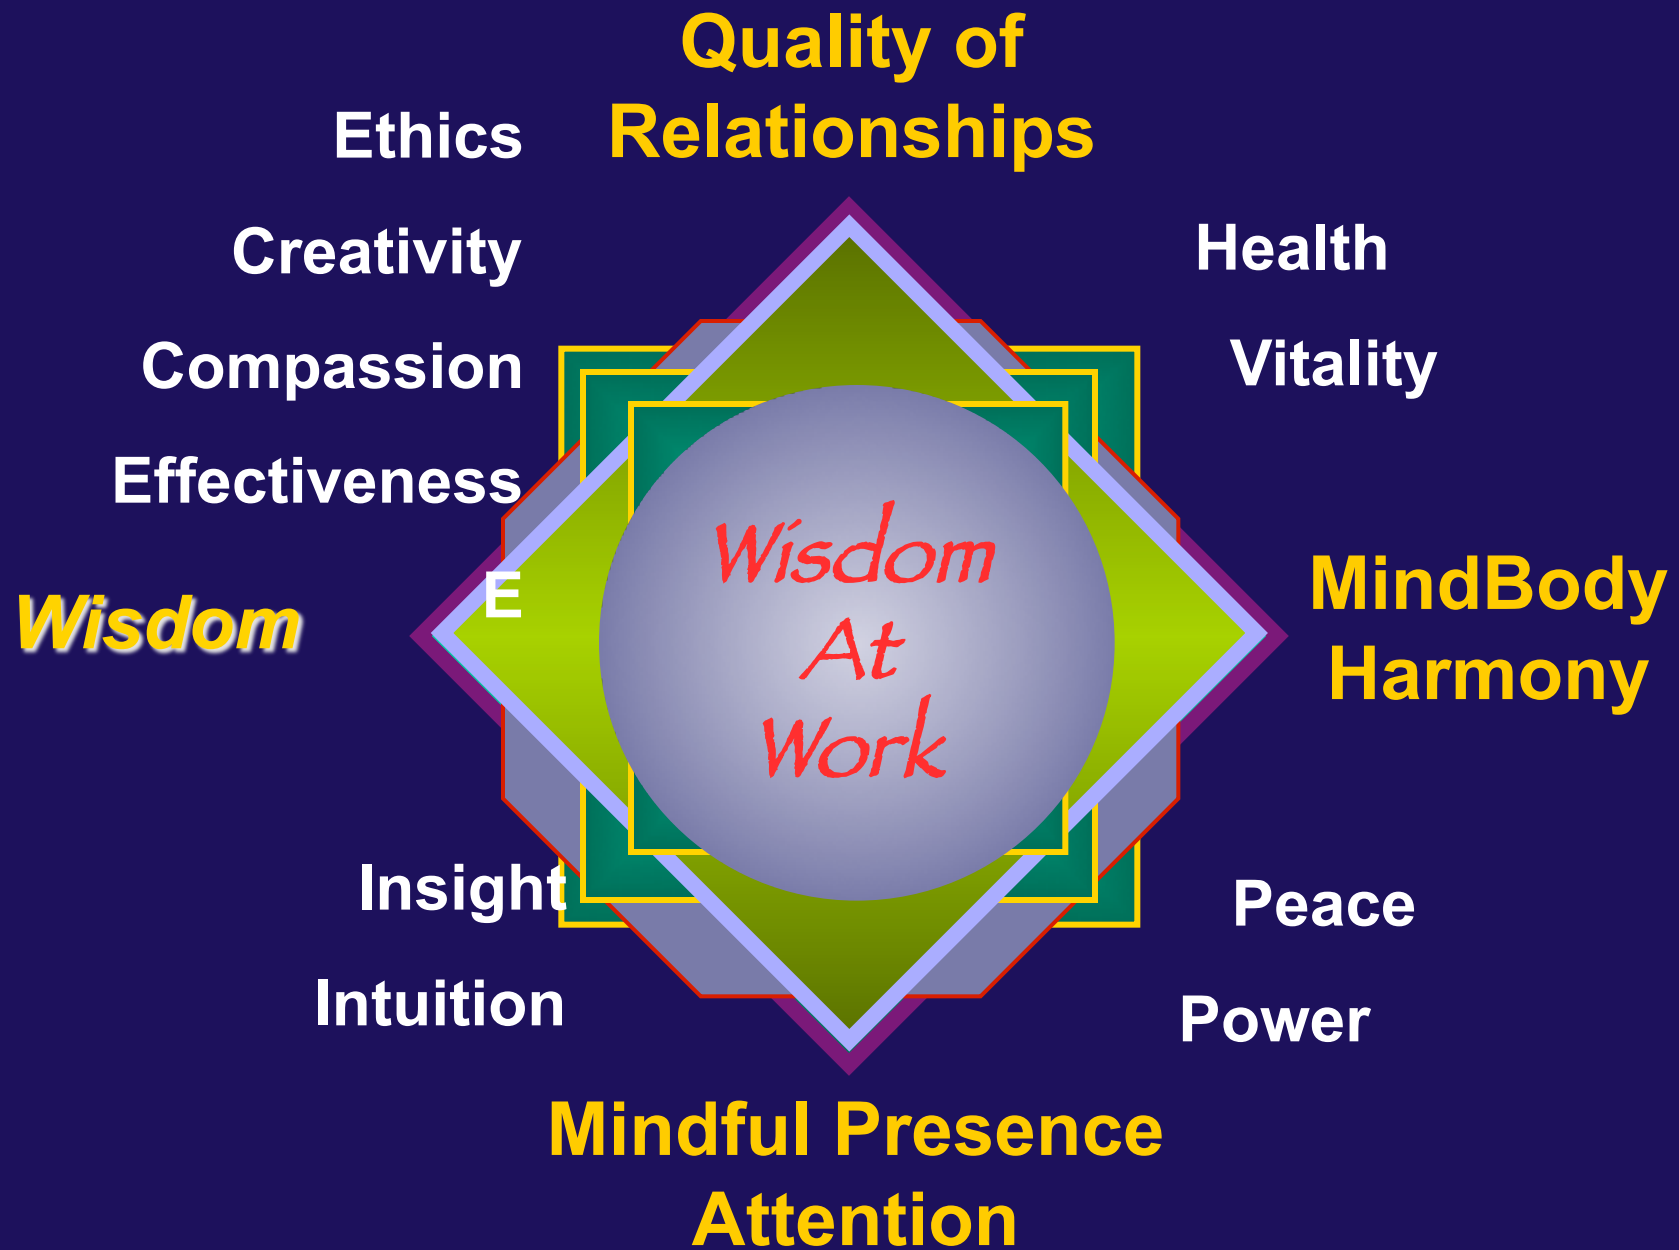 Quality of
Relationships
Ethics
Creativity
Compassion
Effectiveness
E
Health
Vitality
Wisdom
Wisdom
At
Work
MindBody
Harmony
Insight
Intuition
Peace
Power
Mindful Presence
Attention